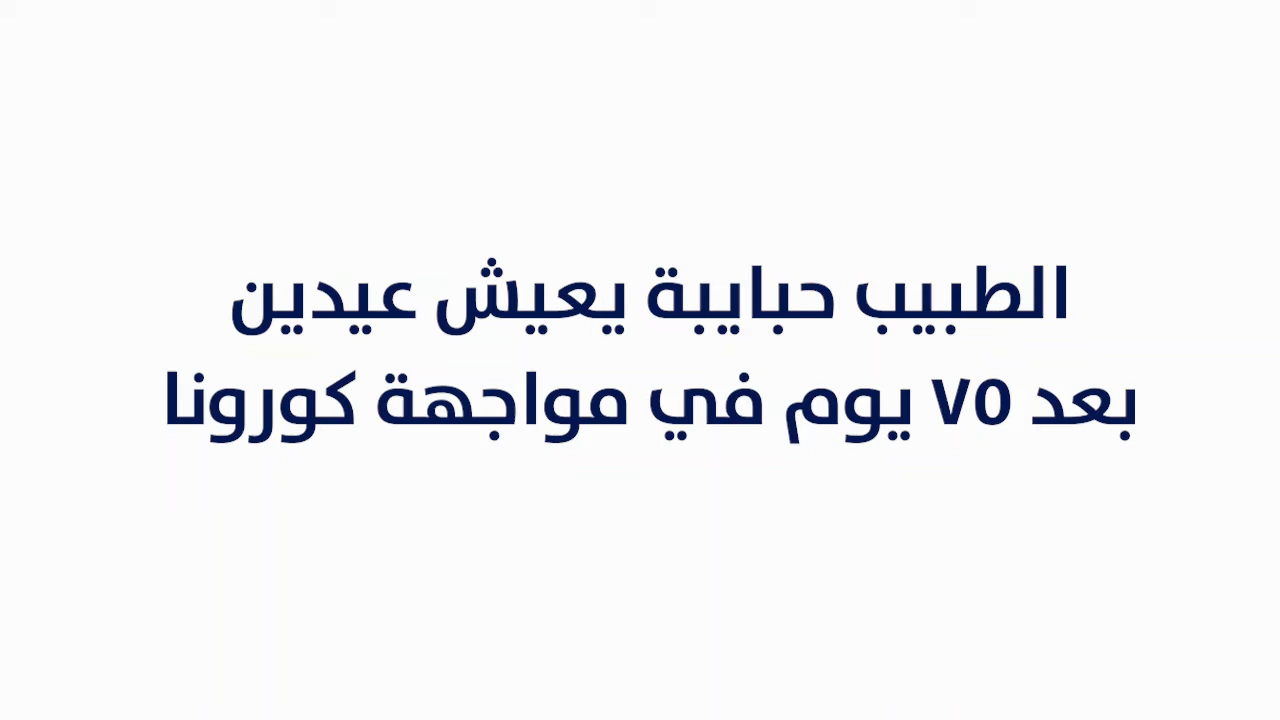 الطبيب حبايبة يعيش عيدين
بعد ٧٥ يوم في مواجهة كورونا